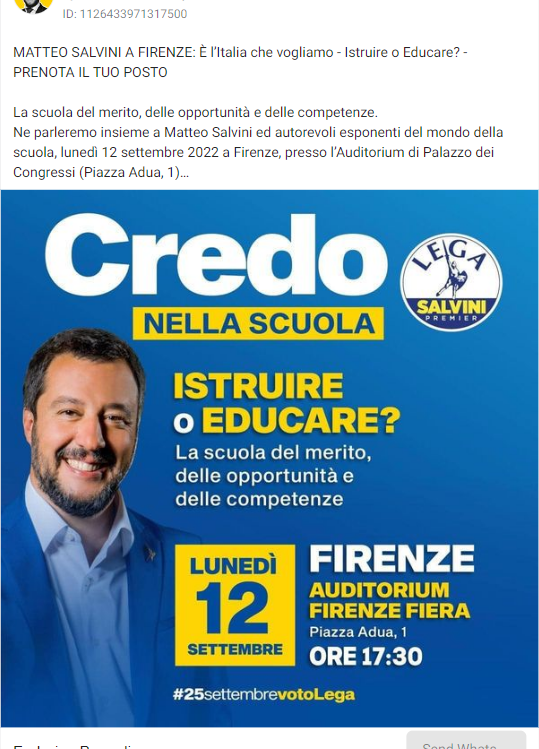 ID: 1126433971317500
MATTEO SALVINI A FIRENZE: È l'Italia che vogliamo - Istruire o Educare? -
PRENOTA IL TUO POSTO
La scuola del merito, delle opportunità e delle competenze.
Ne parleremo insieme a Matteo Salvini ed autorevoli esponenti del mondo della
scuola, lunedì 12 settembre 2022 a Firenze, presso l'Auditorium di Palazzo dei
Congressi (Piazza Adua, 1)...
Credo
NELLA SCUOLA
LEGA
SALVINI
PREMIER
ISTRUIRE
o EDUCARE?
La scuola del merito,
delle opportunità e
delle competenze
LUNEDÌ
12
SETTEMBRE
FIRENZE
AUDITORIUM
FIRENZE FIERA
Piazza Adua, 1
ORE 17:30
#25settembrevotoLega
Send Whats